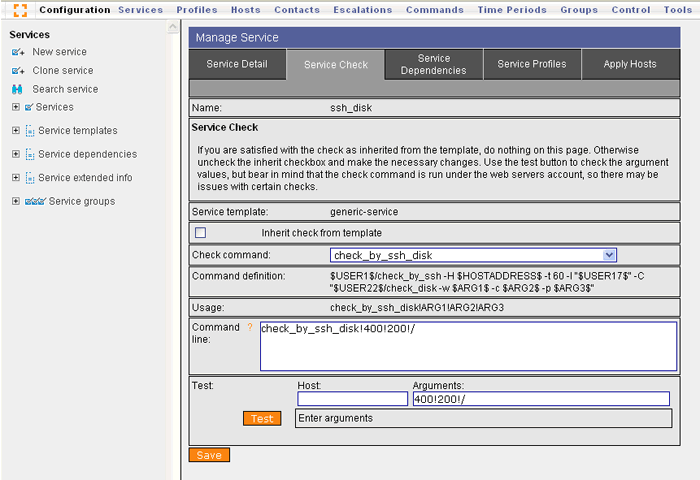 Configuration Services Profiles Hosts Contacts Escalations Commands Time Periods Groups Control Tools
Services
New service
Clone service
Search service
Services
Service templates
Service dependencies
Service extended info
Service groups
Manage Service
Service Detail
Service Check
Service
Dependencies
Service Profiles
Apply Hosts
Name: ssh_disk
Service Check
If you are satisfied with the check as inherited from the template, do nothing on this page. Otherwise
uncheck the inherit checkbox and make the necessary changes. Use the test button to check the argument
values, but bear in mind that the check command is run under the web servers account, so there may be
issues with certain checks.
Service template: generic-service
Inherit check from template
Check command: check_by_ssh_disk
Command definition: $USER1$/check_by_ssh -H $HOSTADDRESS$ -t 60 -l "$USER17$" -C
"$USER22$/check_disk -w $ARG1$ -c $ARG2$ -p $ARG3$"
Usage: check_by_ssh_disk!ARG1!ARG2!ARG3
Command ? check_by_ssh_disk!400!200!/
line:
Test: Host: Arguments:
400!200!/
Test Enter arguments
Save